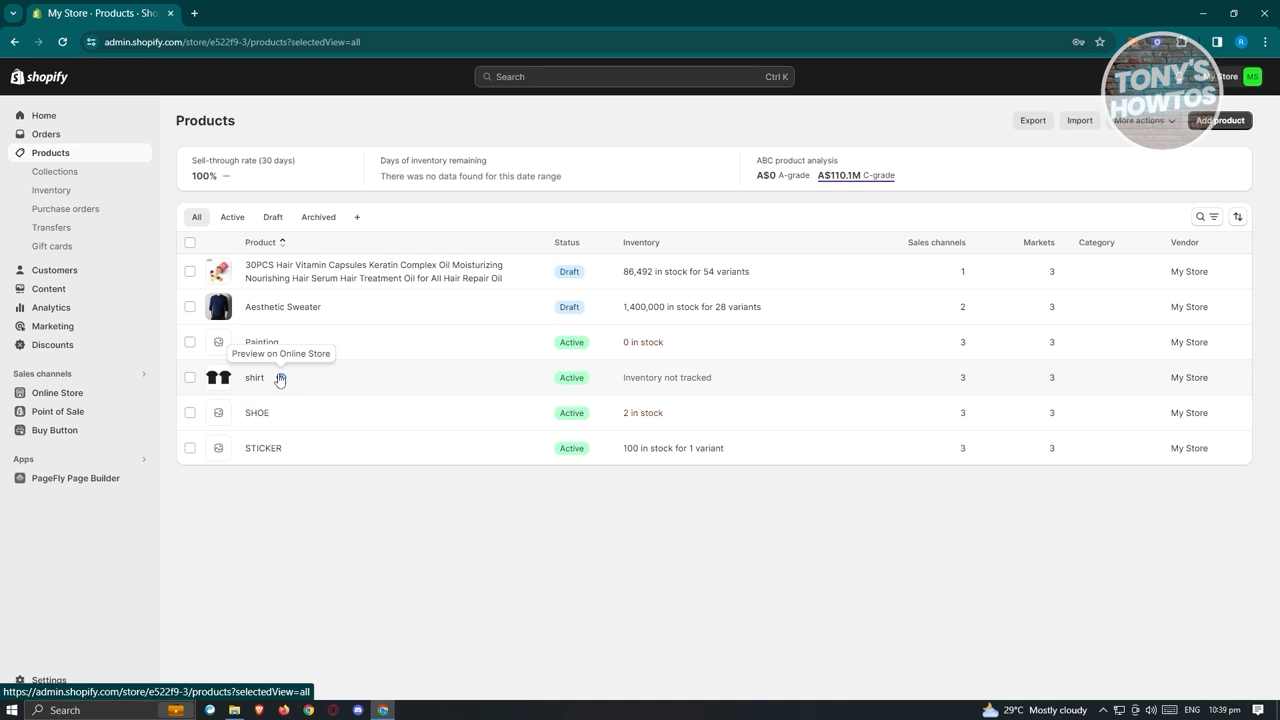 My Store · Products · Sho
admin.shopify.com/store/e522f9-3/products?selectedView=all
R
shopify
Search
Ctrl K
My Store
MS
TONY'S
HOWTOS
Home
Orders
Products
Collections
Inventory
Purchase orders
Transfers
Gift cards
Customers
Content
Analytics
Marketing
Discounts
Sales channels
Online Store
Point of Sale
Buy Button
Apps
PageFly Page Builder
Settings
Products
Export
Import
More actions
Add product
Sell-through rate (30 days)
100% —
Days of inventory remaining
There was no data found for this date range
ABC product analysis
A$0 A-grade A$110.1M C-grade
All
Active
Draft
Archived
+
Product
Status
Inventory
Sales channels
Markets
Category
Vendor
30PCS Hair Vitamin Capsules Keratin Complex Oil Moisturizing
Nourishing Hair Serum Hair Treatment Oil for All Hair Repair Oil
Draft
86,492 in stock for 54 variants
1
3
My Store
Aesthetic Sweater
Draft
1,400,000 in stock for 28 variants
2
3
My Store
Painting
Active
0 in stock
3
3
My Store
Preview on Online Store
shirt
Active
Inventory not tracked
3
3
My Store
SHOE
Active
2 in stock
3
3
My Store
STICKER
Active
100 in stock for 1 variant
3
3
My Store
https://admin.shopify.com/store/e522f9-3/products?selectedView=all
Search
29°C Mostly cloudy
ENG
10:39 pm